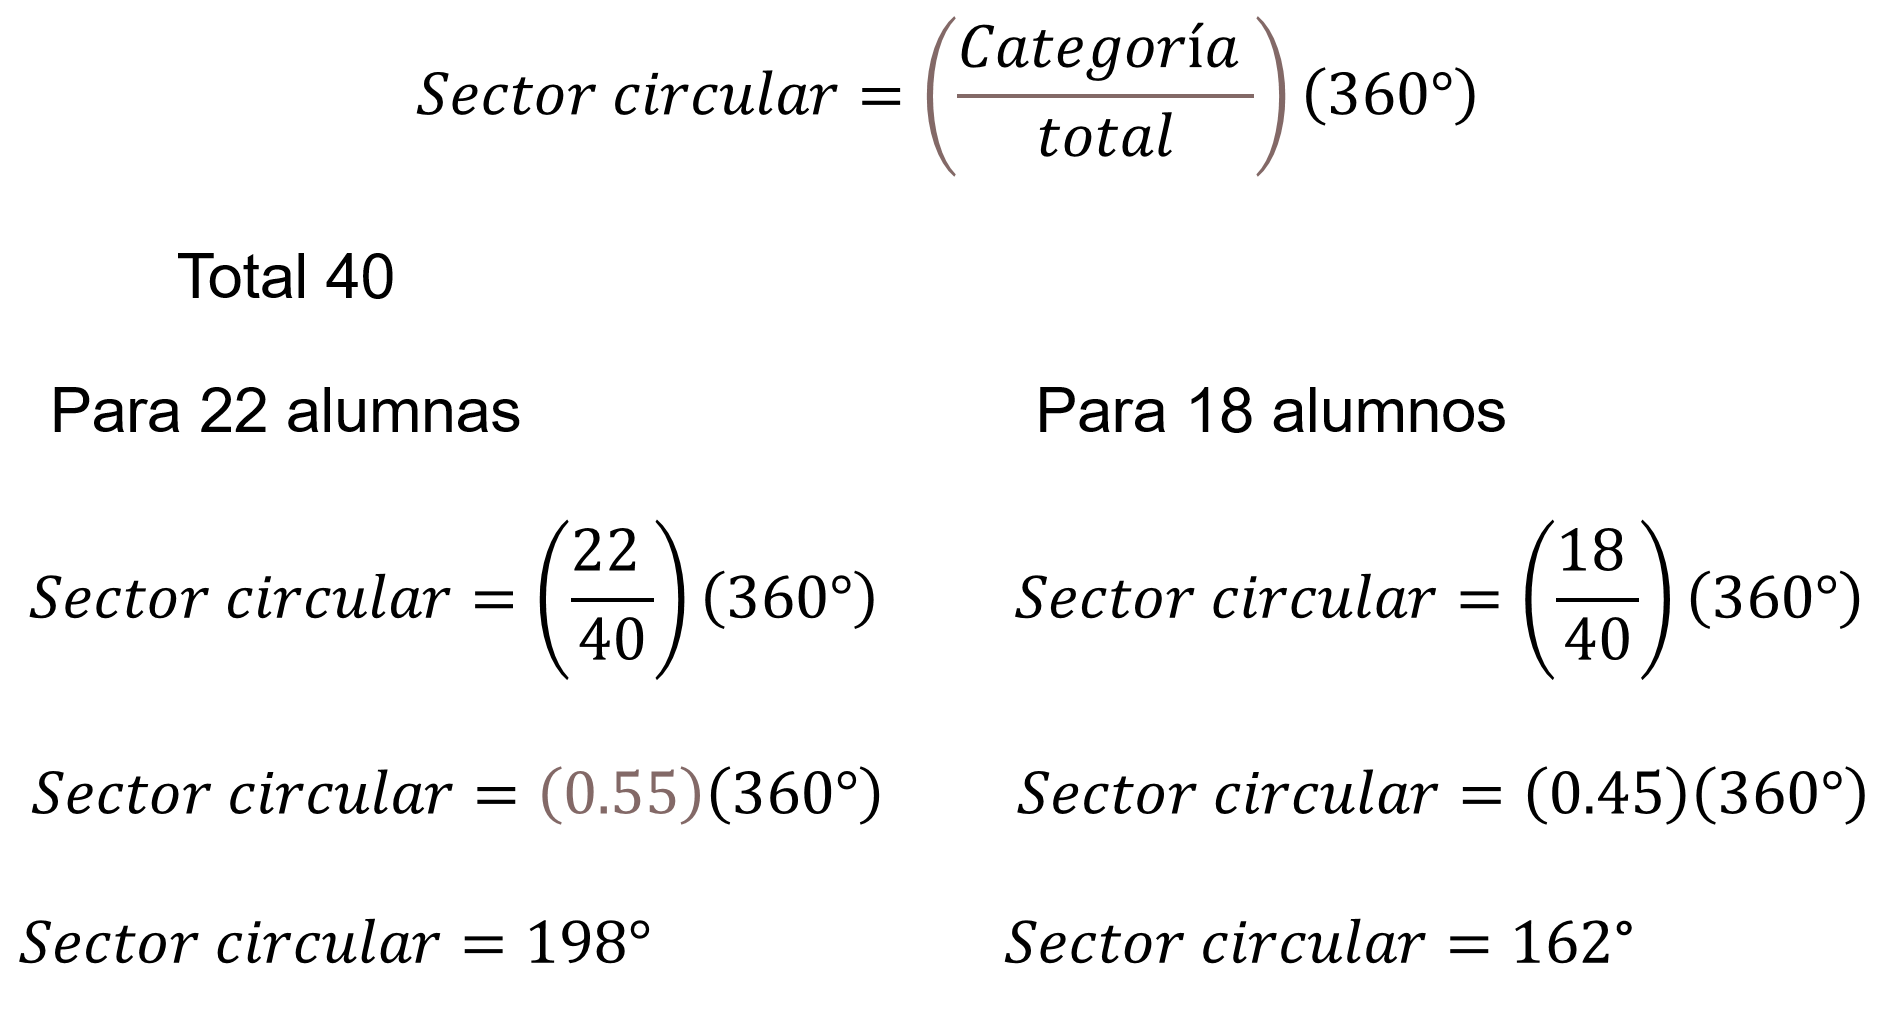 Sector circular = (Categoría / total) (360°)
Total 40
Para 22 alumnas
Para 18 alumnos
Sector circular = (22 / 40) (360°)
Sector circular = (18 / 40) (360°)
Sector circular = (0.55)(360°)
Sector circular = (0.45)(360°)
Sector circular = 198°
Sector circular = 162°